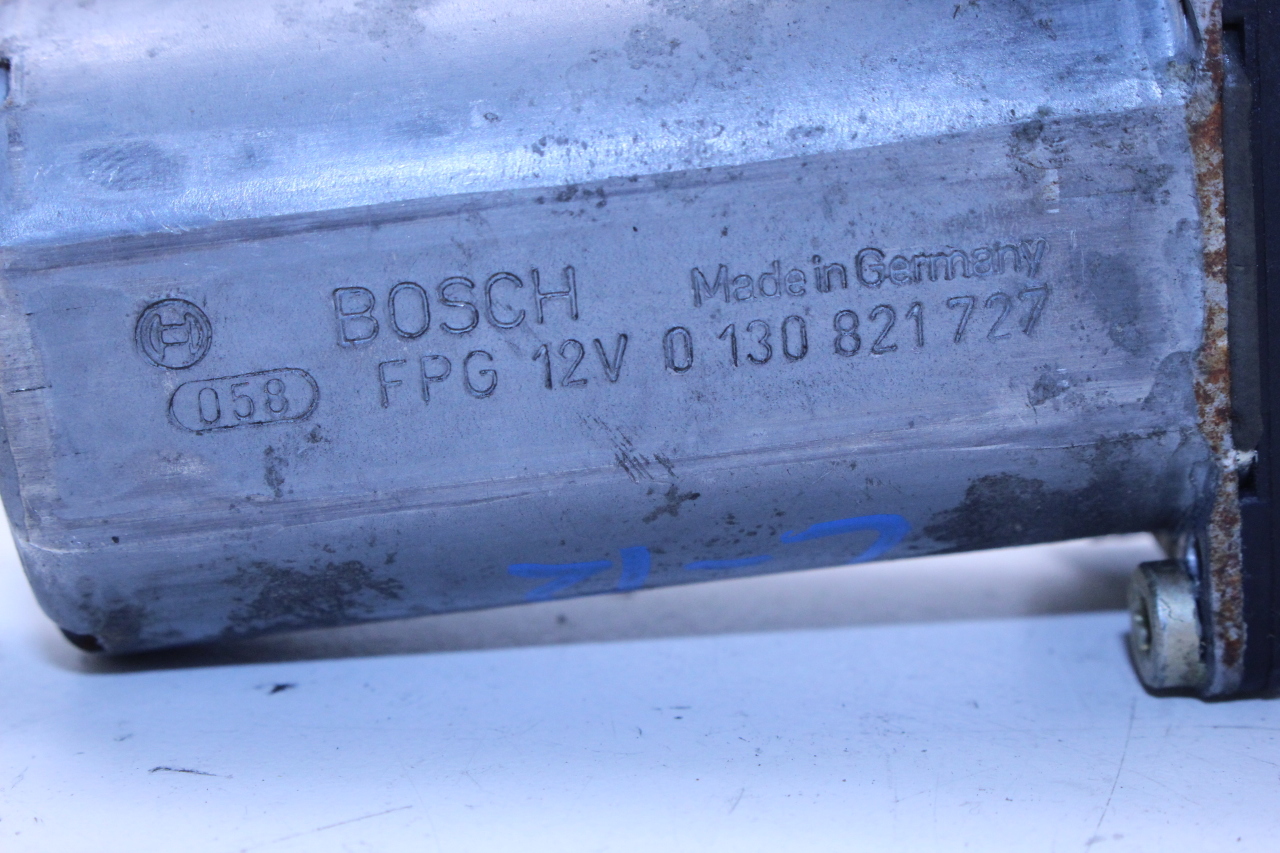 BOSCH Made in Germany
058 FPG 12V 0 130 821 727